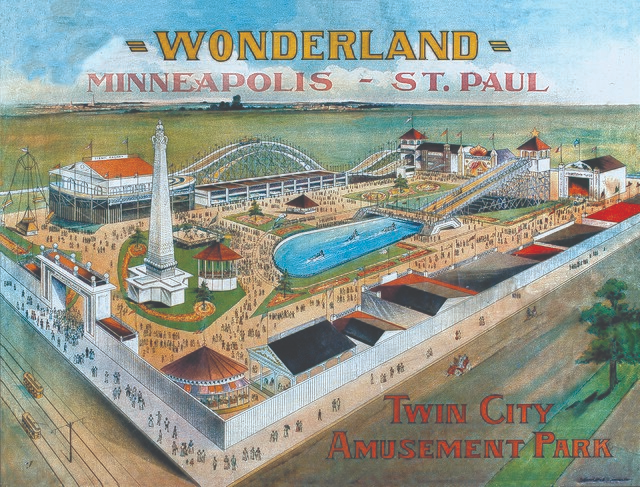 WONDERLAND
MINNEAPOLIS - ST. PAUL
TWIN CITY
AMUSEMENT PARK